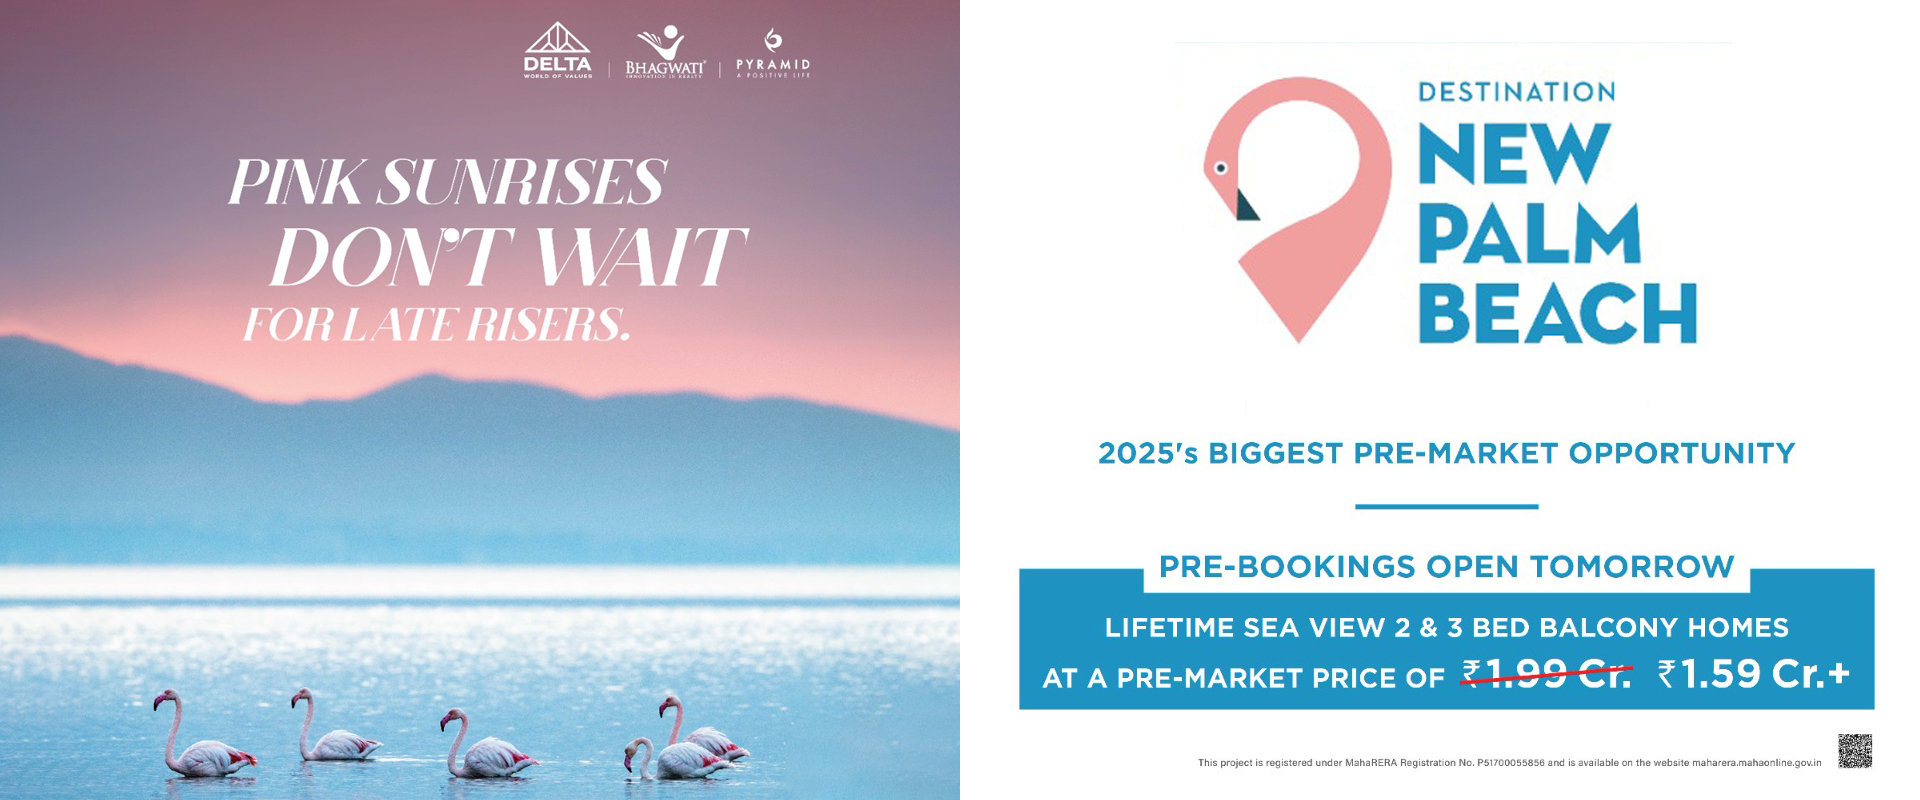 DELTA
WORLD OF VALUES
BHAGWATI
INNOVATION IN REALTY
PYRAMID
A POSITIVE LIFE
PINK SUNRISES
DON'T WAIT
FOR LATE RISERS.
DESTINATION
NEW
PALM
BEACH
2025's BIGGEST PRE-MARKET OPPORTUNITY
PRE-BOOKINGS OPEN TOMORROW
LIFETIME SEA VIEW 2 & 3 BED BALCONY HOMES
AT A PRE-MARKET PRICE OF ₹1.99 Cr. ₹1.59 Cr.+
This project is registered under MahaRERA Registration No. P51700055856 and is available on the website maharera.mahaonline.gov.in